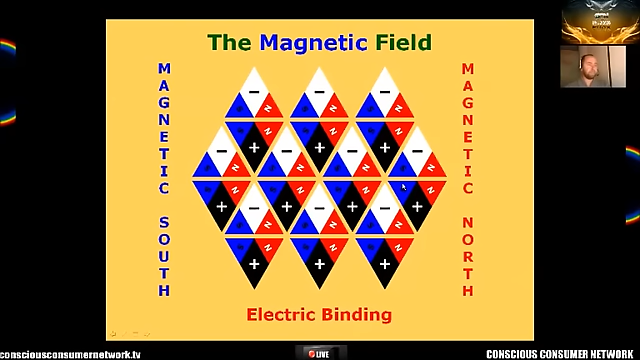 The Magnetic Field
MAGNETIC SOUTH
MAGNETIC NORTH
− − −
N N N
+ +
− − − −
N N N N
+ + + +
− −
N N N
+ + +
Electric Binding
LIVE
consciousconsumernetwork.tv
CONSCIOUS CONSUMER NETWORK